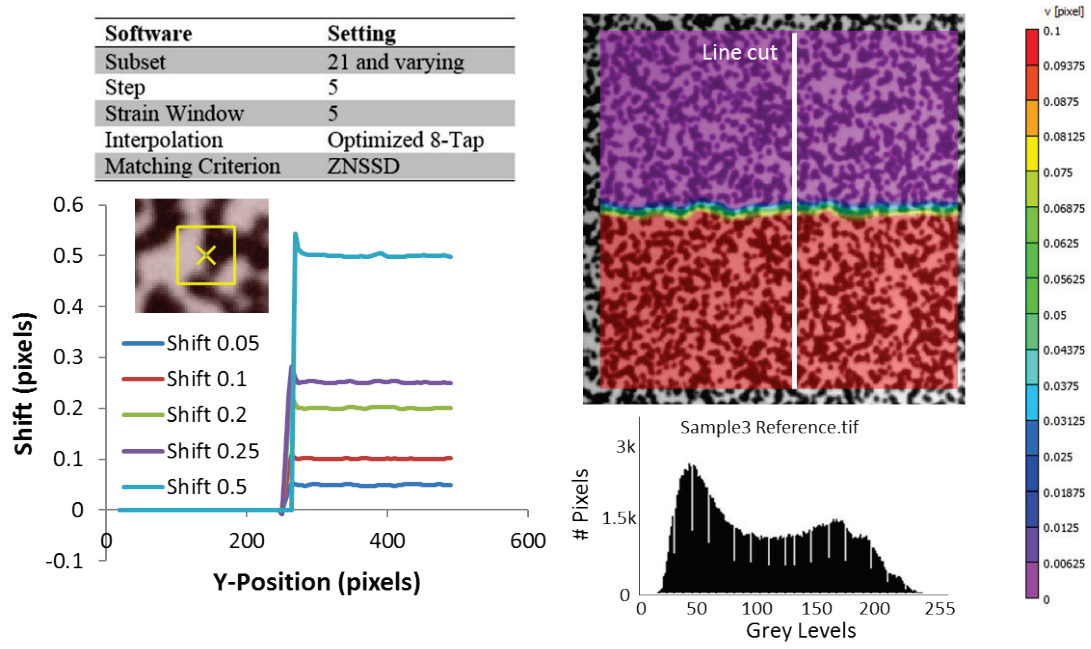 Software Setting
Subset 21 and varying
Step 5
Strain Window 5
Interpolation Optimized 8-Tap
Matching Criterion ZNSSD
0.6
0.5
0.4
0.3
0.2
0.1
0
-0.1
Shift (pixels)
Shift 0.05
Shift 0.1
Shift 0.2
Shift 0.25
Shift 0.5
0 200 400 600
Y-Position (pixels)
Line cut
Sample3 Reference.tif
3k
1.5k
0
# Pixels
0 50 100 150 200 255
Grey Levels
v [pixel]
0.1
0.09375
0.0875
0.08125
0.075
0.06875
0.0625
0.05625
0.05
0.04375
0.0375
0.03125
0.025
0.01875
0.0125
0.00625
0